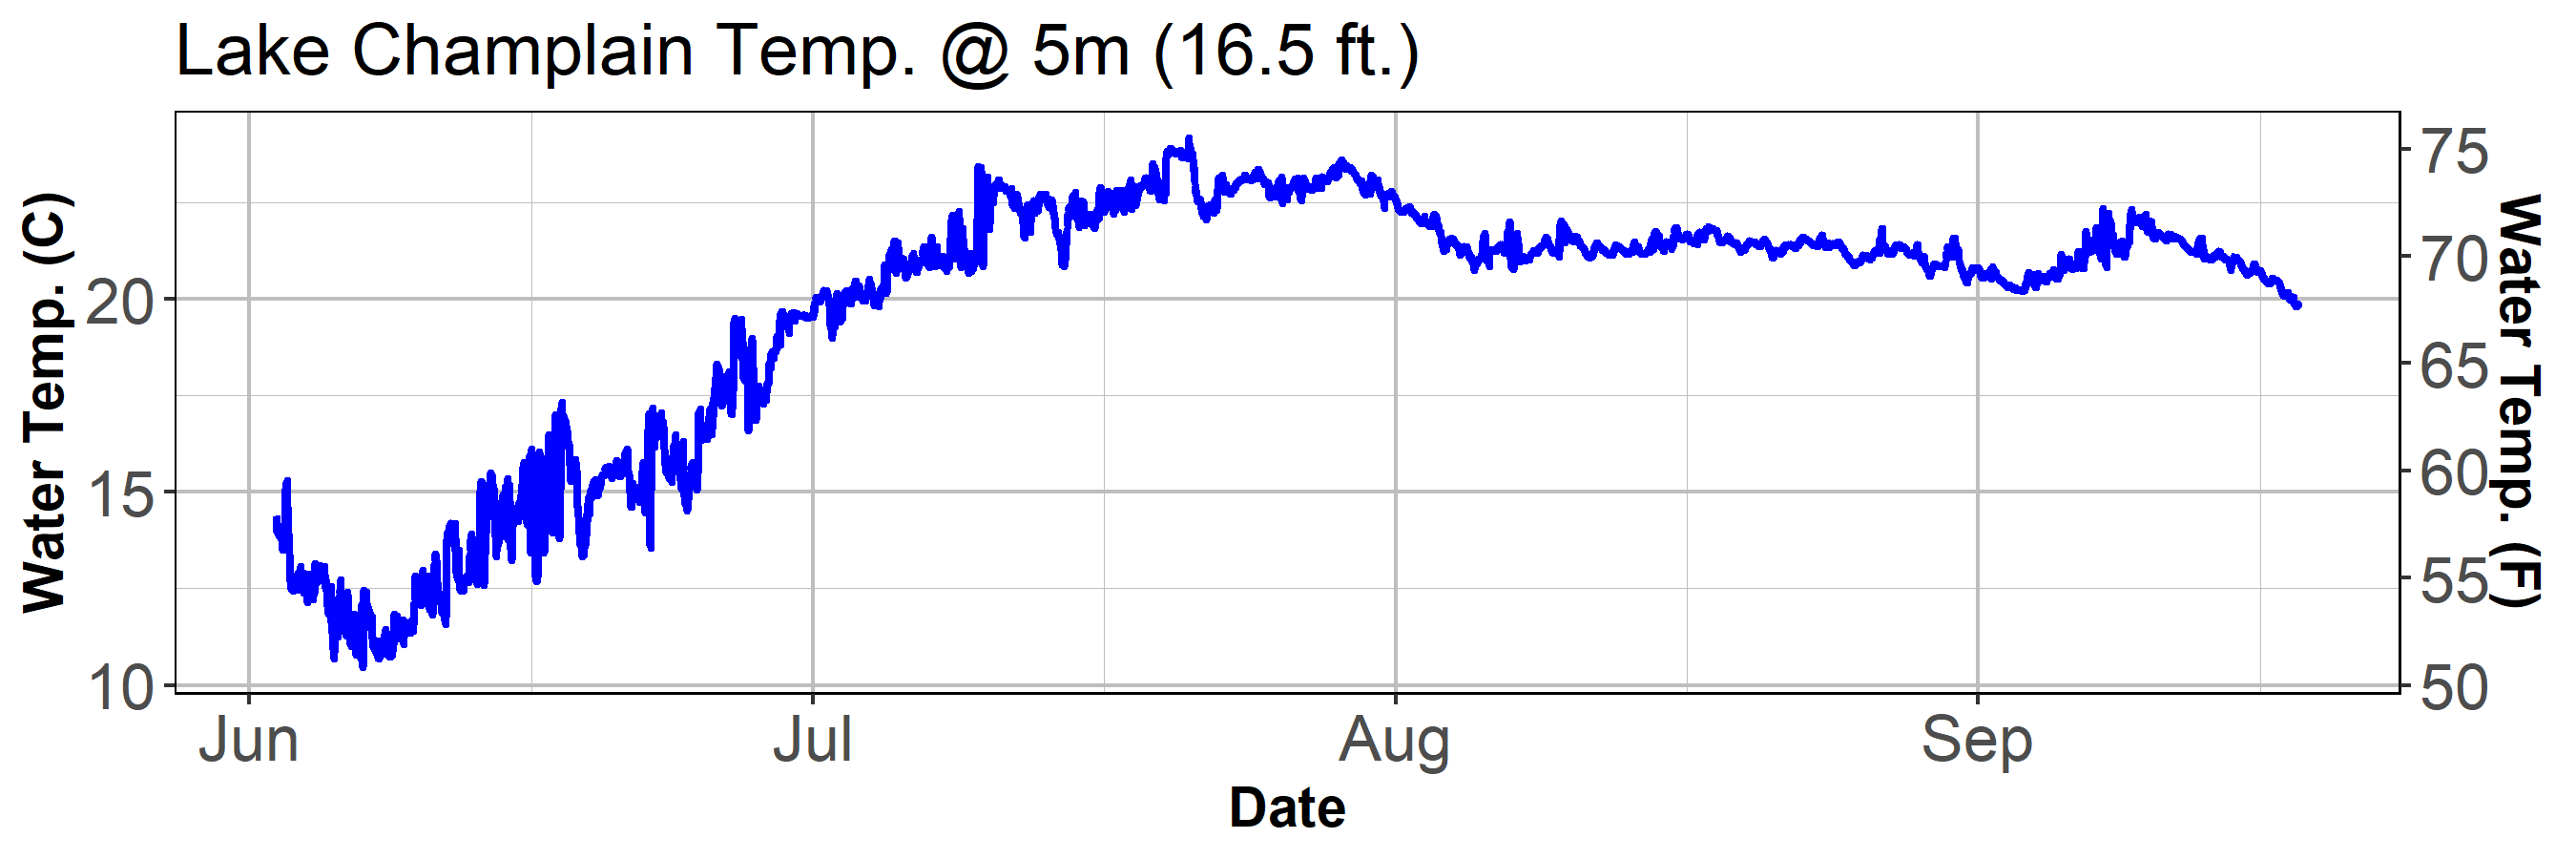 Lake Champlain Temp. @ 5m (16.5 ft.)
Water Temp. (C)
20
15
10
75
70
65
60
55
50
Water Temp. (F)
Jun Jul Aug Sep
Date